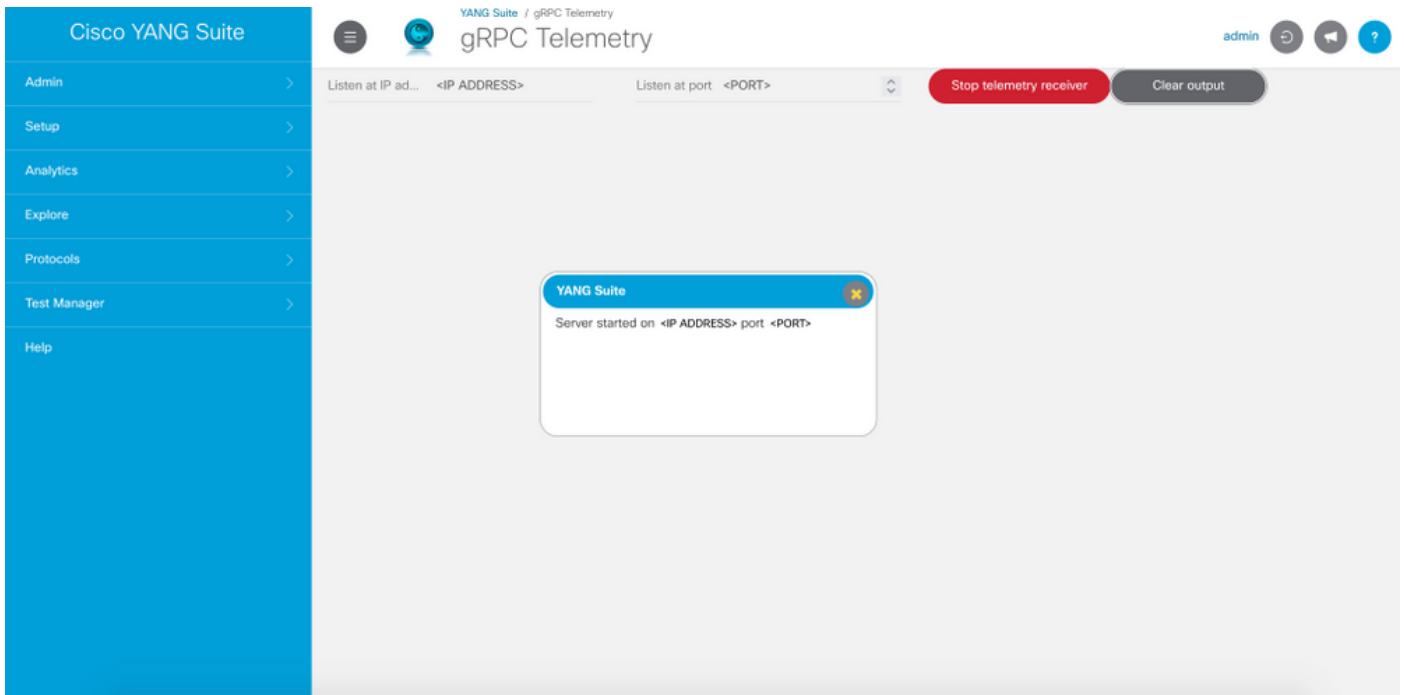 Cisco YANG Suite
YANG Suite / gRPC Telemetry
gRPC Telemetry
admin
?
Admin
Setup
Analytics
Explore
Protocols
Test Manager
Help
Listen at IP ad... <IP ADDRESS>
Listen at port <PORT>
Stop telemetry receiver
Clear output
YANG Suite
Server started on <IP ADDRESS> port <PORT>